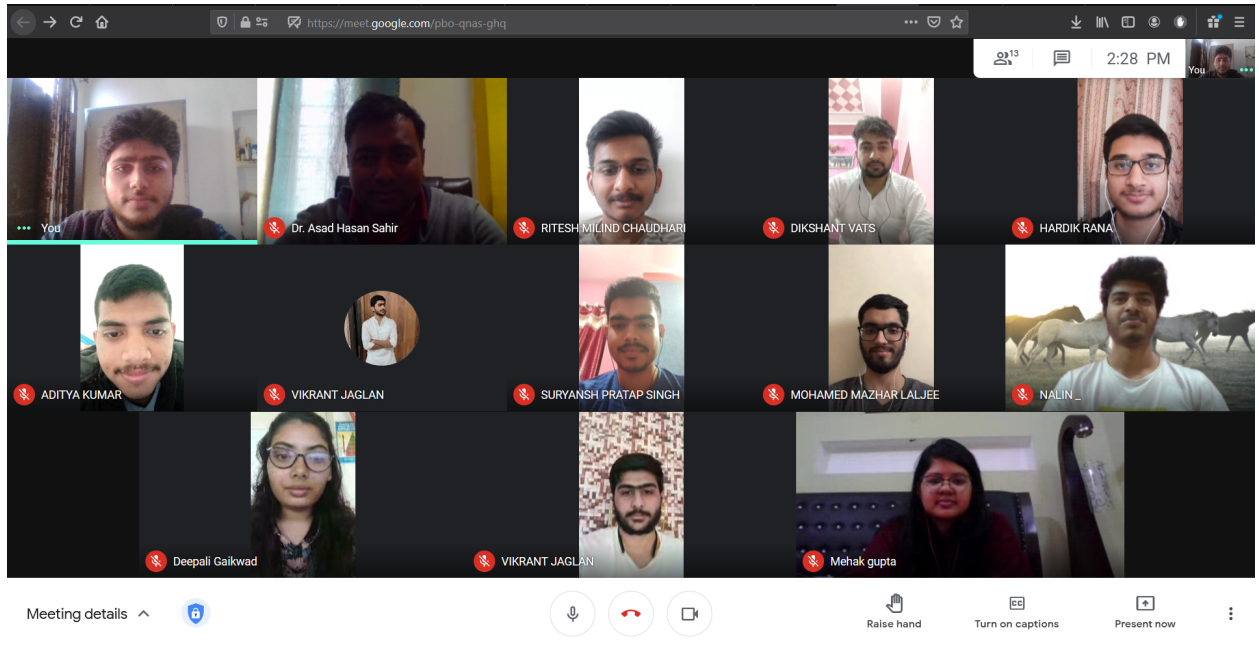 https://meet.google.com/pbo-qnas-ghq
13
2:28 PM
You
You
Dr. Asad Hasan Sahir
RITESH MILIND CHAUDHARI
DIKSHANT VATS
HARDIK RANA
ADITYA KUMAR
VIKRANT JAGLAN
SURYANSH PRATAP SINGH
MOHAMED MAZHAR LALJEE
NALIN _
Deepali Gaikwad
VIKRANT JAGLAN
Mehak gupta
Meeting details
CC
Raise hand
Turn on captions
Present now